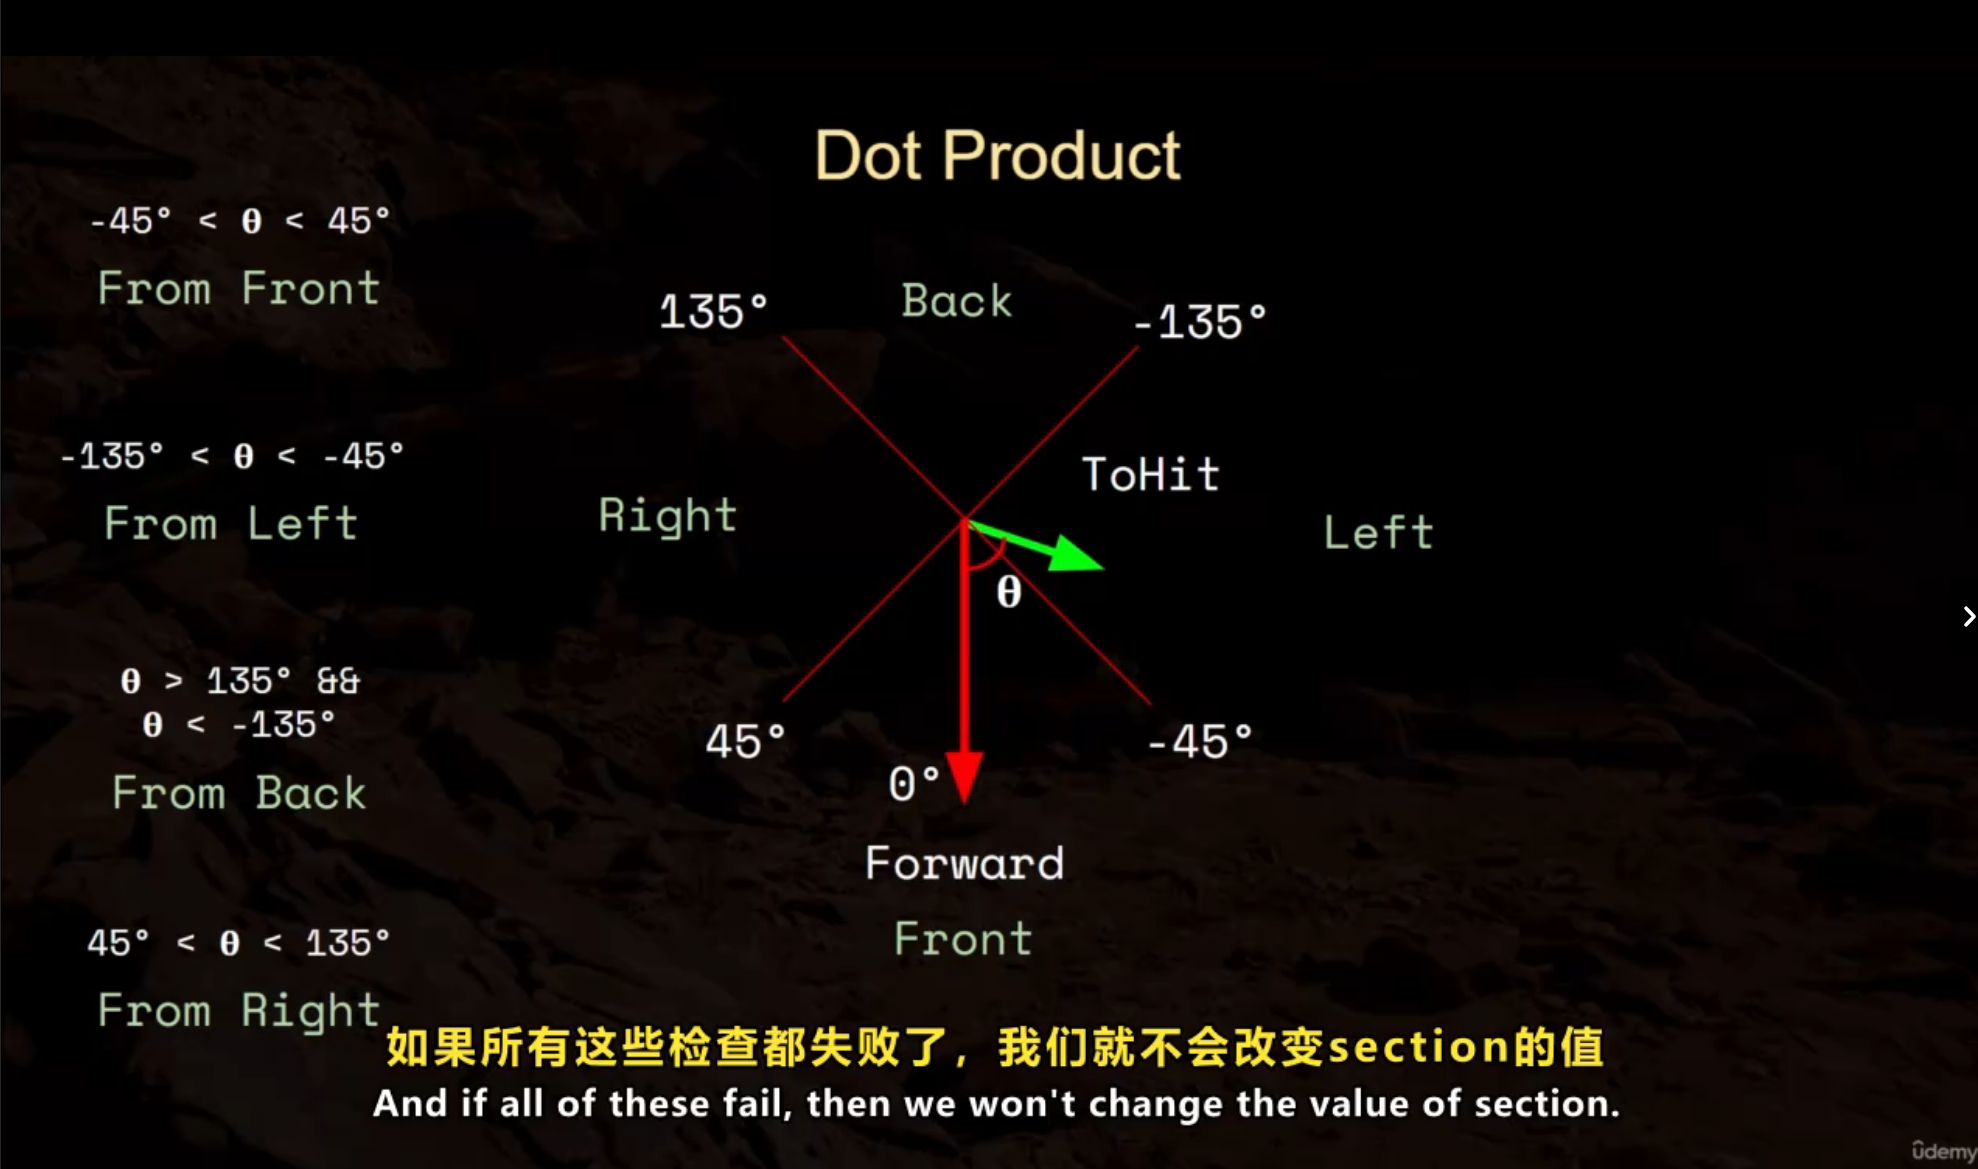 Dot Product
-45° < θ < 45°
From Front
-135° < θ < -45°
From Left
θ > 135° &&
θ < -135°
From Back
45° < θ < 135°
From Right
135°
Back
-135°
ToHit
Right
Left
θ
45°
-45°
0°
Forward
Front
如果所有这些检查都失败了，我们就不会改变section的值
And if all of these fail, then we won't change the value of section.
ûdemy